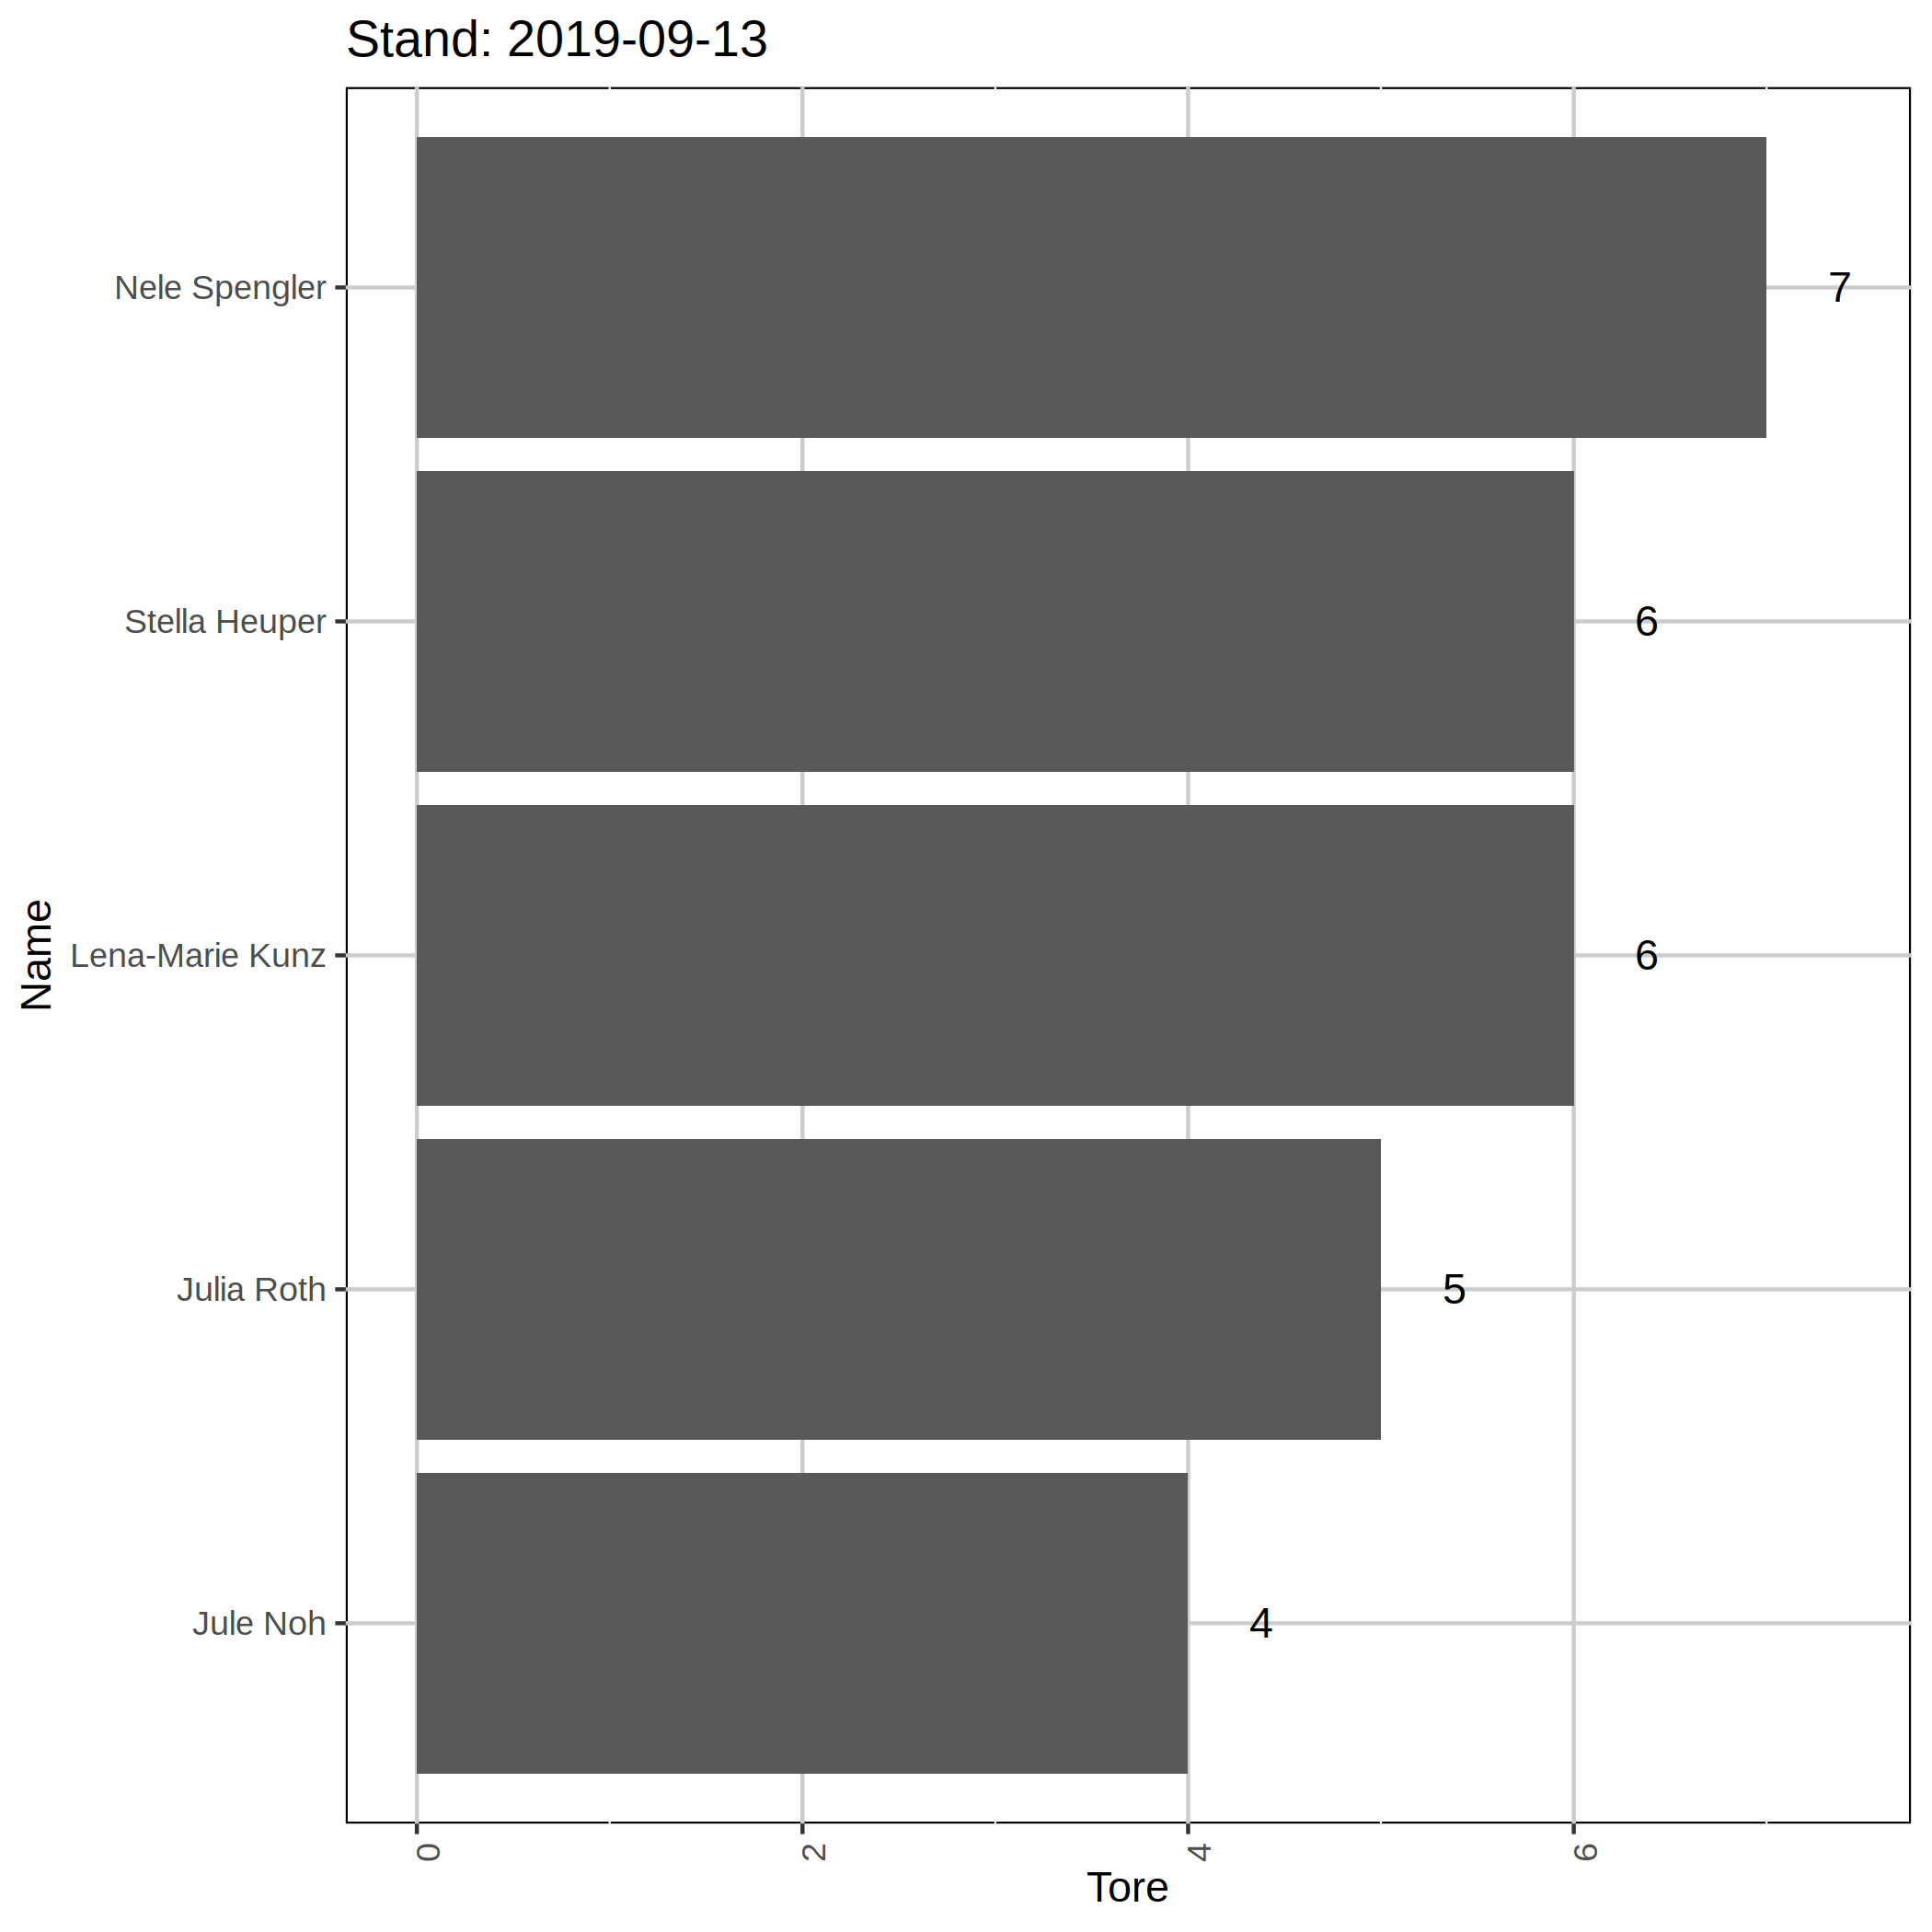 Stand: 2019-09-13
Nele Spengler
7
Stella Heuper
6
Name
Lena-Marie Kunz
6
Julia Roth
5
Jule Noh
4
0
2
4
6
Tore